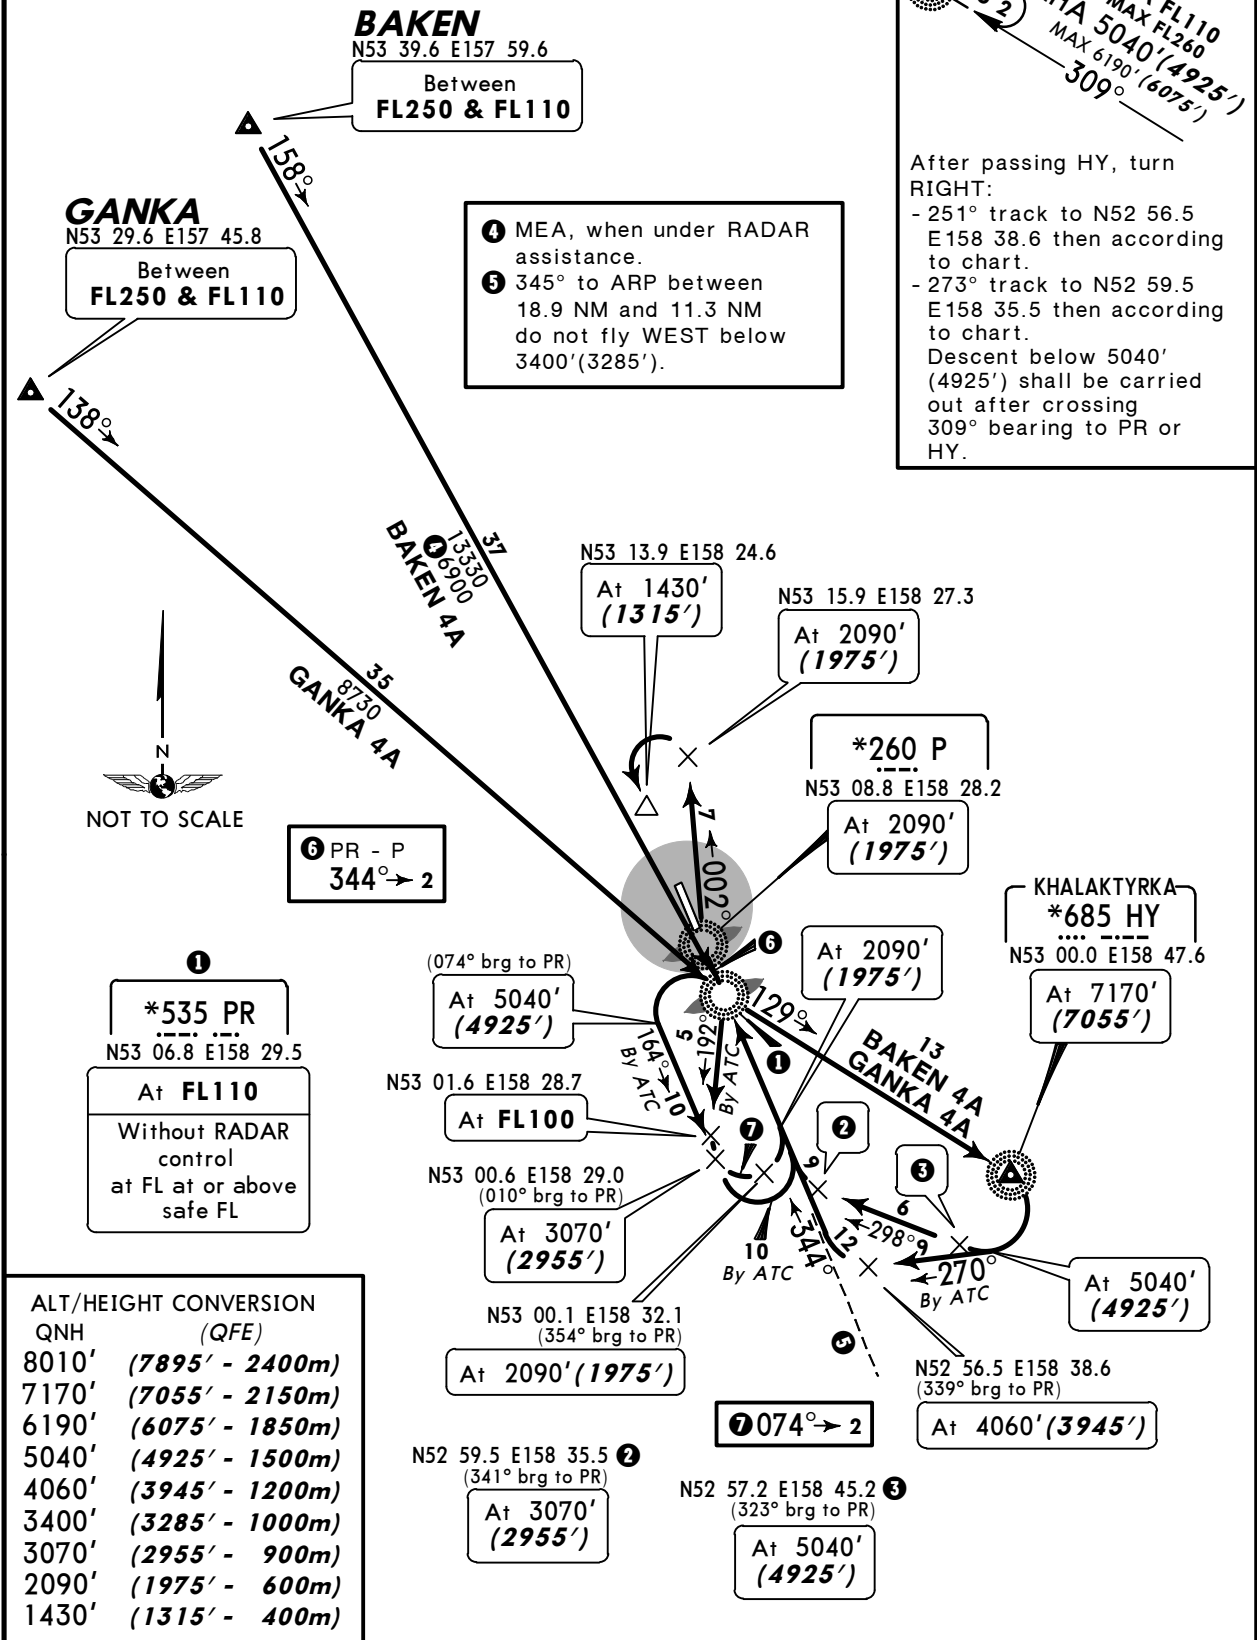 BAKEN
N53 39.6 E157 59.6
Between
FL250 & FL110
158°
GANKA
N53 29.6 E157 45.8
Between
FL250 & FL110
138°
FL110
MAX FL260
MHA 5040'(4925')
MAX 6190'(6075')
309°
After passing HY, turn
RIGHT:
- 251° track to N52 56.5
E158 38.6 then according
to chart.
- 273° track to N52 59.5
E158 35.5 then according
to chart.
Descent below 5040'
(4925') shall be carried
out after crossing
309° bearing to PR or
HY.
4 MEA, when under RADAR
assistance.
5 345° to ARP between
18.9 NM and 11.3 NM
do not fly WEST below
3400'(3285').
37
13330
4 6900
BAKEN 4A
35
8730
GANKA 4A
N
NOT TO SCALE
N53 13.9 E158 24.6
At 1430'
(1315')
N53 15.9 E158 27.3
At 2090'
(1975')
*260 P
N53 08.8 E158 28.2
At 2090'
(1975')
7
002°
6 PR - P
344° 2
6
1
*535 PR
N53 06.8 E158 29.5
At FL110
Without RADAR
control
at FL at or above
safe FL
(074° brg to PR)
At 5040'
(4925')
At 2090'
(1975')
KHALAKTYRKA
*685 HY
N53 00.0 E158 47.6
At 7170'
(7055')
129°
13
BAKEN 4A
GANKA 4A
1
164° 10
By ATC
5
192°
By ATC
N53 01.6 E158 28.7
At FL100
7
2
3
N53 00.6 E158 29.0
(010° brg to PR)
At 3070'
(2955')
9
12
344°
6
298° 9
270°
By ATC
10
By ATC
5
At 5040'
(4925')
N53 00.1 E158 32.1
(354° brg to PR)
At 2090'(1975')
N52 56.5 E158 38.6
(339° brg to PR)
At 4060'(3945')
7 074° 2
N52 59.5 E158 35.5 2
(341° brg to PR)
At 3070'
(2955')
N52 57.2 E158 45.2 3
(323° brg to PR)
At 5040'
(4925')
ALT/HEIGHT CONVERSION
QNH (QFE)
8010' (7895' - 2400m)
7170' (7055' - 2150m)
6190' (6075' - 1850m)
5040' (4925' - 1500m)
4060' (3945' - 1200m)
3400' (3285' - 1000m)
3070' (2955' - 900m)
2090' (1975' - 600m)
1430' (1315' - 400m)